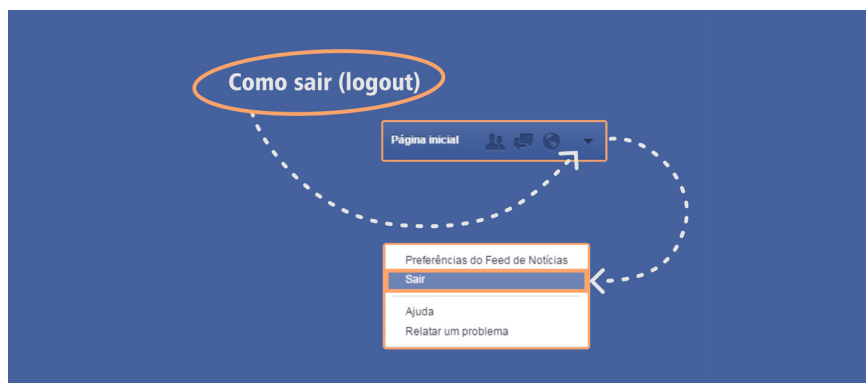 Como sair (logout)
Página inicial
Preferências do Feed de Notícias
Sair
Ajuda
Relatar um problema